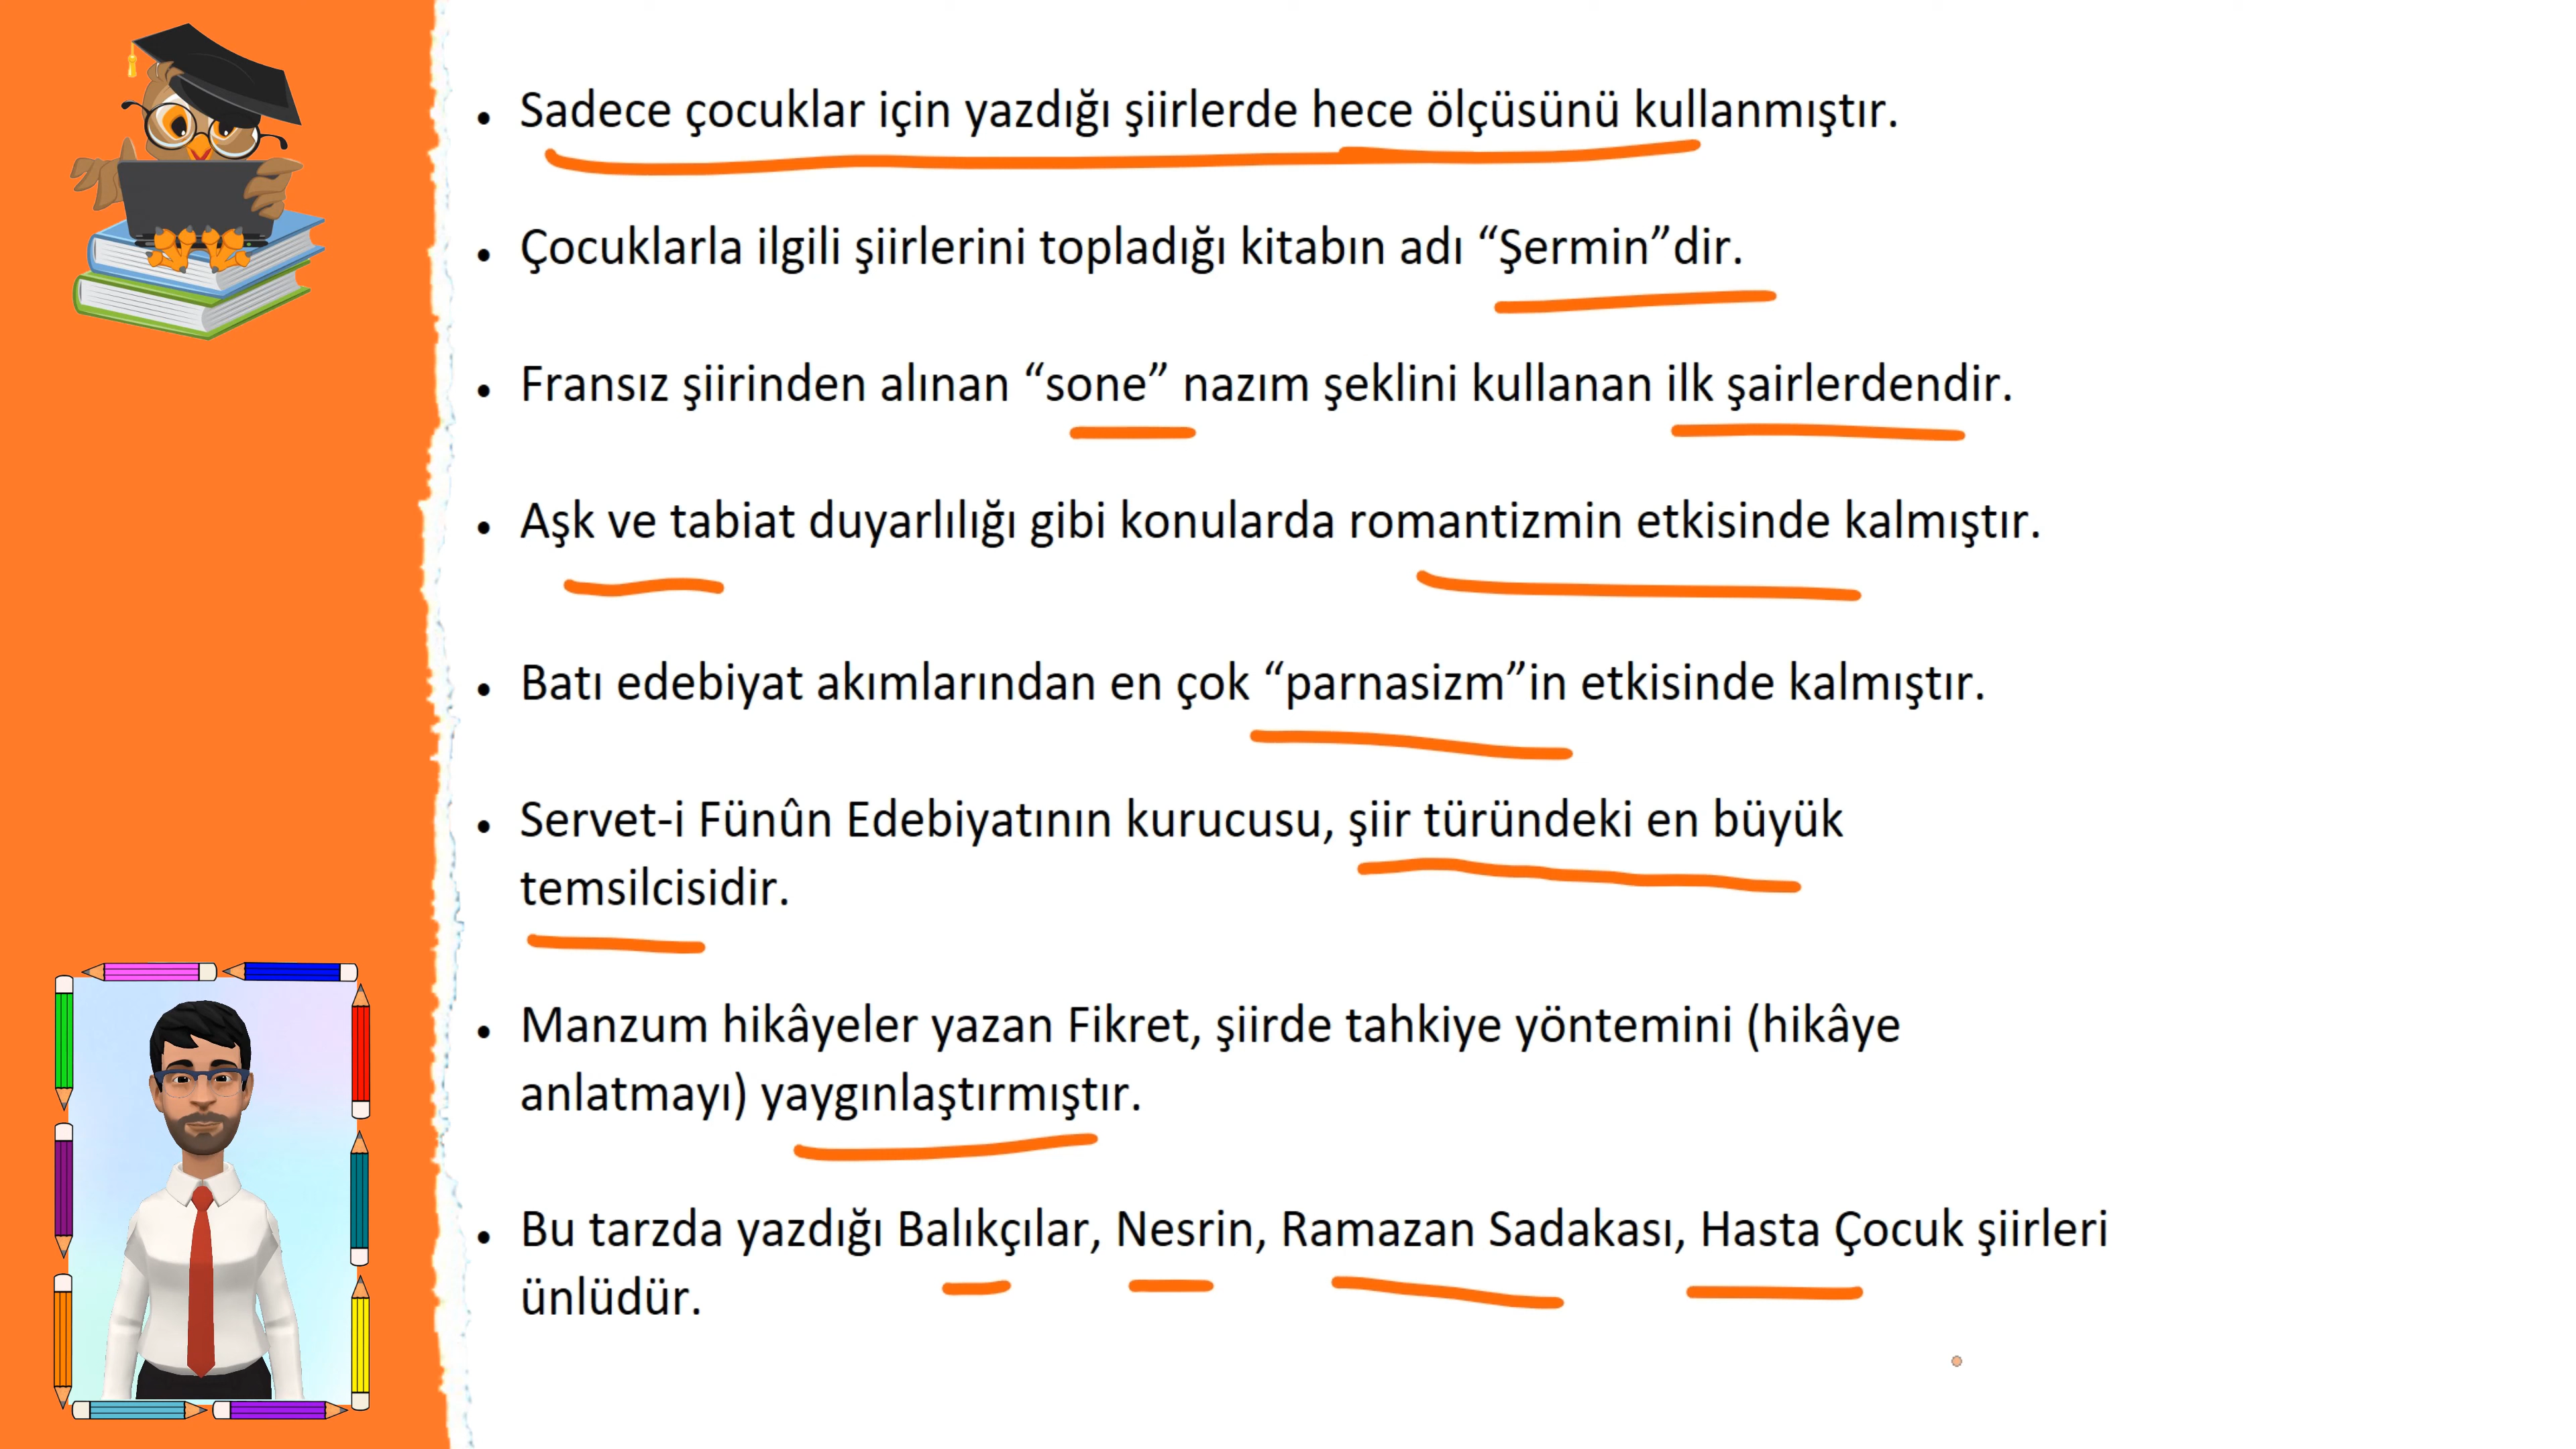 • Sadece çocuklar için yazdığı şiirlerde hece ölçüsünü kullanmıştır.
• Çocuklarla ilgili şiirlerini topladığı kitabın adı “Şermin”dir.
• Fransız şiirinden alınan “sone” nazım şeklini kullanan ilk şairlerdendir.
• Aşk ve tabiat duyarlılığı gibi konularda romantizmin etkisinde kalmıştır.
• Batı edebiyat akımlarından en çok “parnasizm”in etkisinde kalmıştır.
• Servet-i Fünûn Edebiyatının kurucusu, şiir türündeki en büyük
temsilcisidir.
• Manzum hikâyeler yazan Fikret, şiirde tahkiye yöntemini (hikâye
anlatmayı) yaygınlaştırmıştır.
• Bu tarzda yazdığı Balıkçılar, Nesrin, Ramazan Sadakası, Hasta Çocuk şiirleri
ünlüdür.